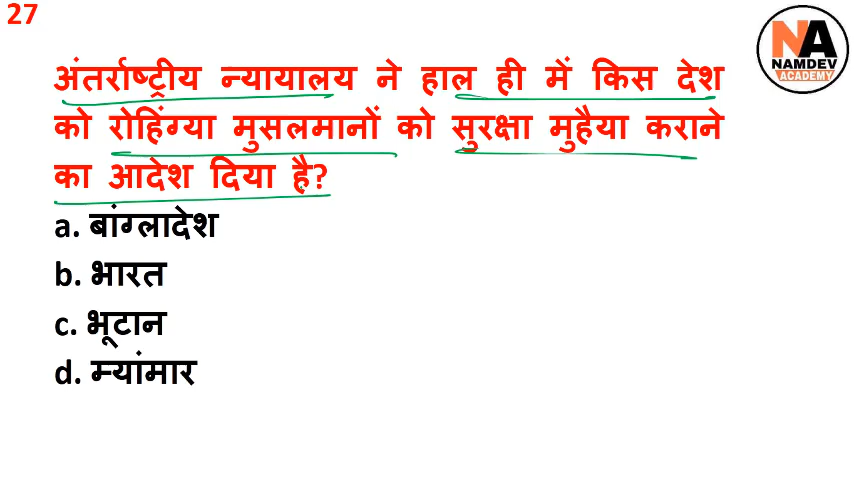 27
NA
NAMDEV
ACADEMY
अंतर्राष्ट्रीय न्यायालय ने हाल ही में किस देश
को रोहिंग्या मुसलमानों को सुरक्षा मुहैया कराने
का आदेश दिया है?
a. बांग्लादेश
b. भारत
c. भूटान
d. म्यांमार